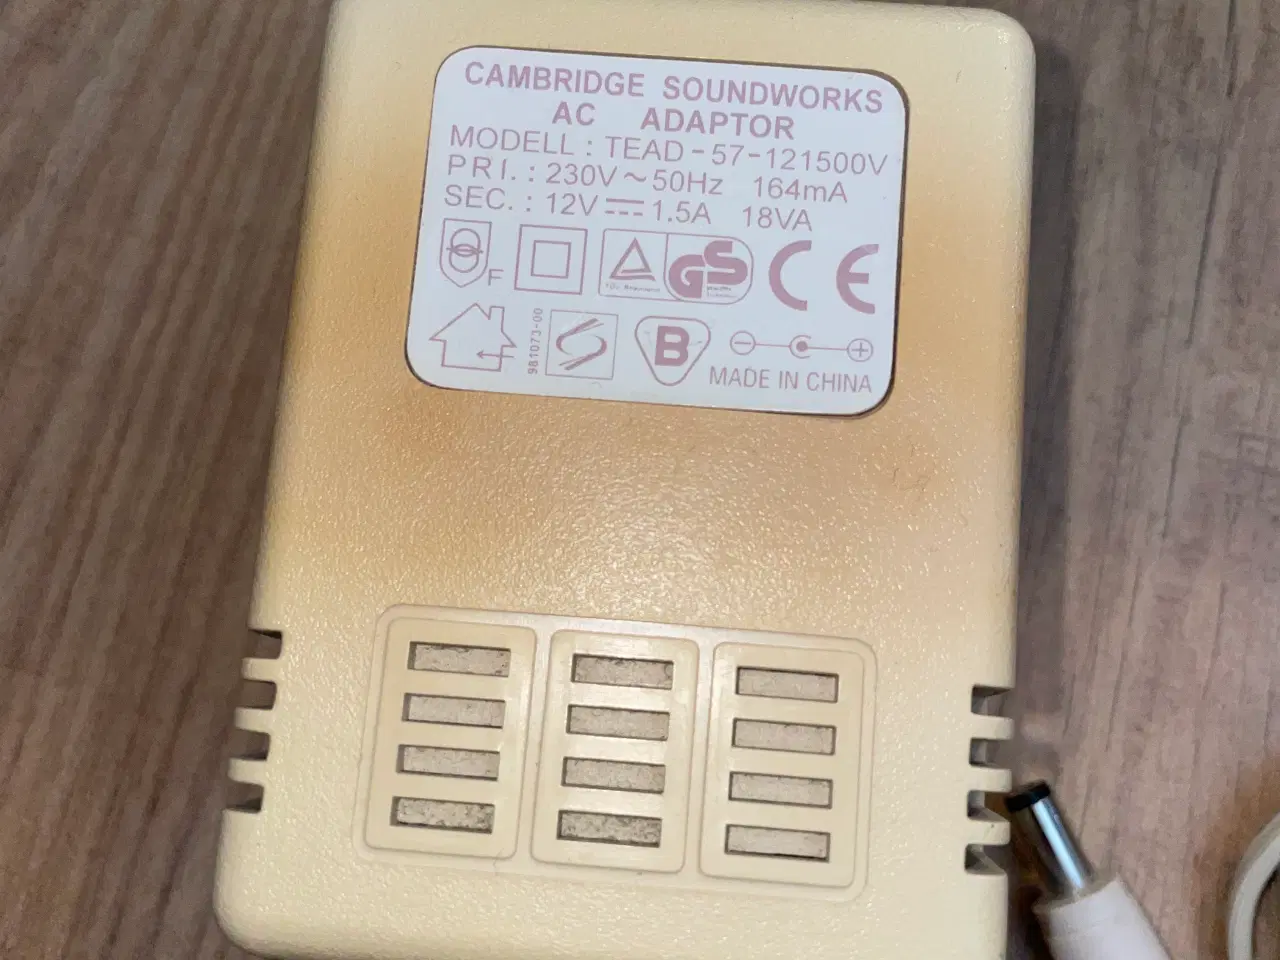 CAMBRIDGE SOUNDWORKS
AC ADAPTOR
MODELL : TEAD-57-121500V
PRI. : 230V ~ 50Hz 164mA
SEC. : 12V ⎓ 1.5A 18VA
F
GS
CE
981073-00
B
MADE IN CHINA